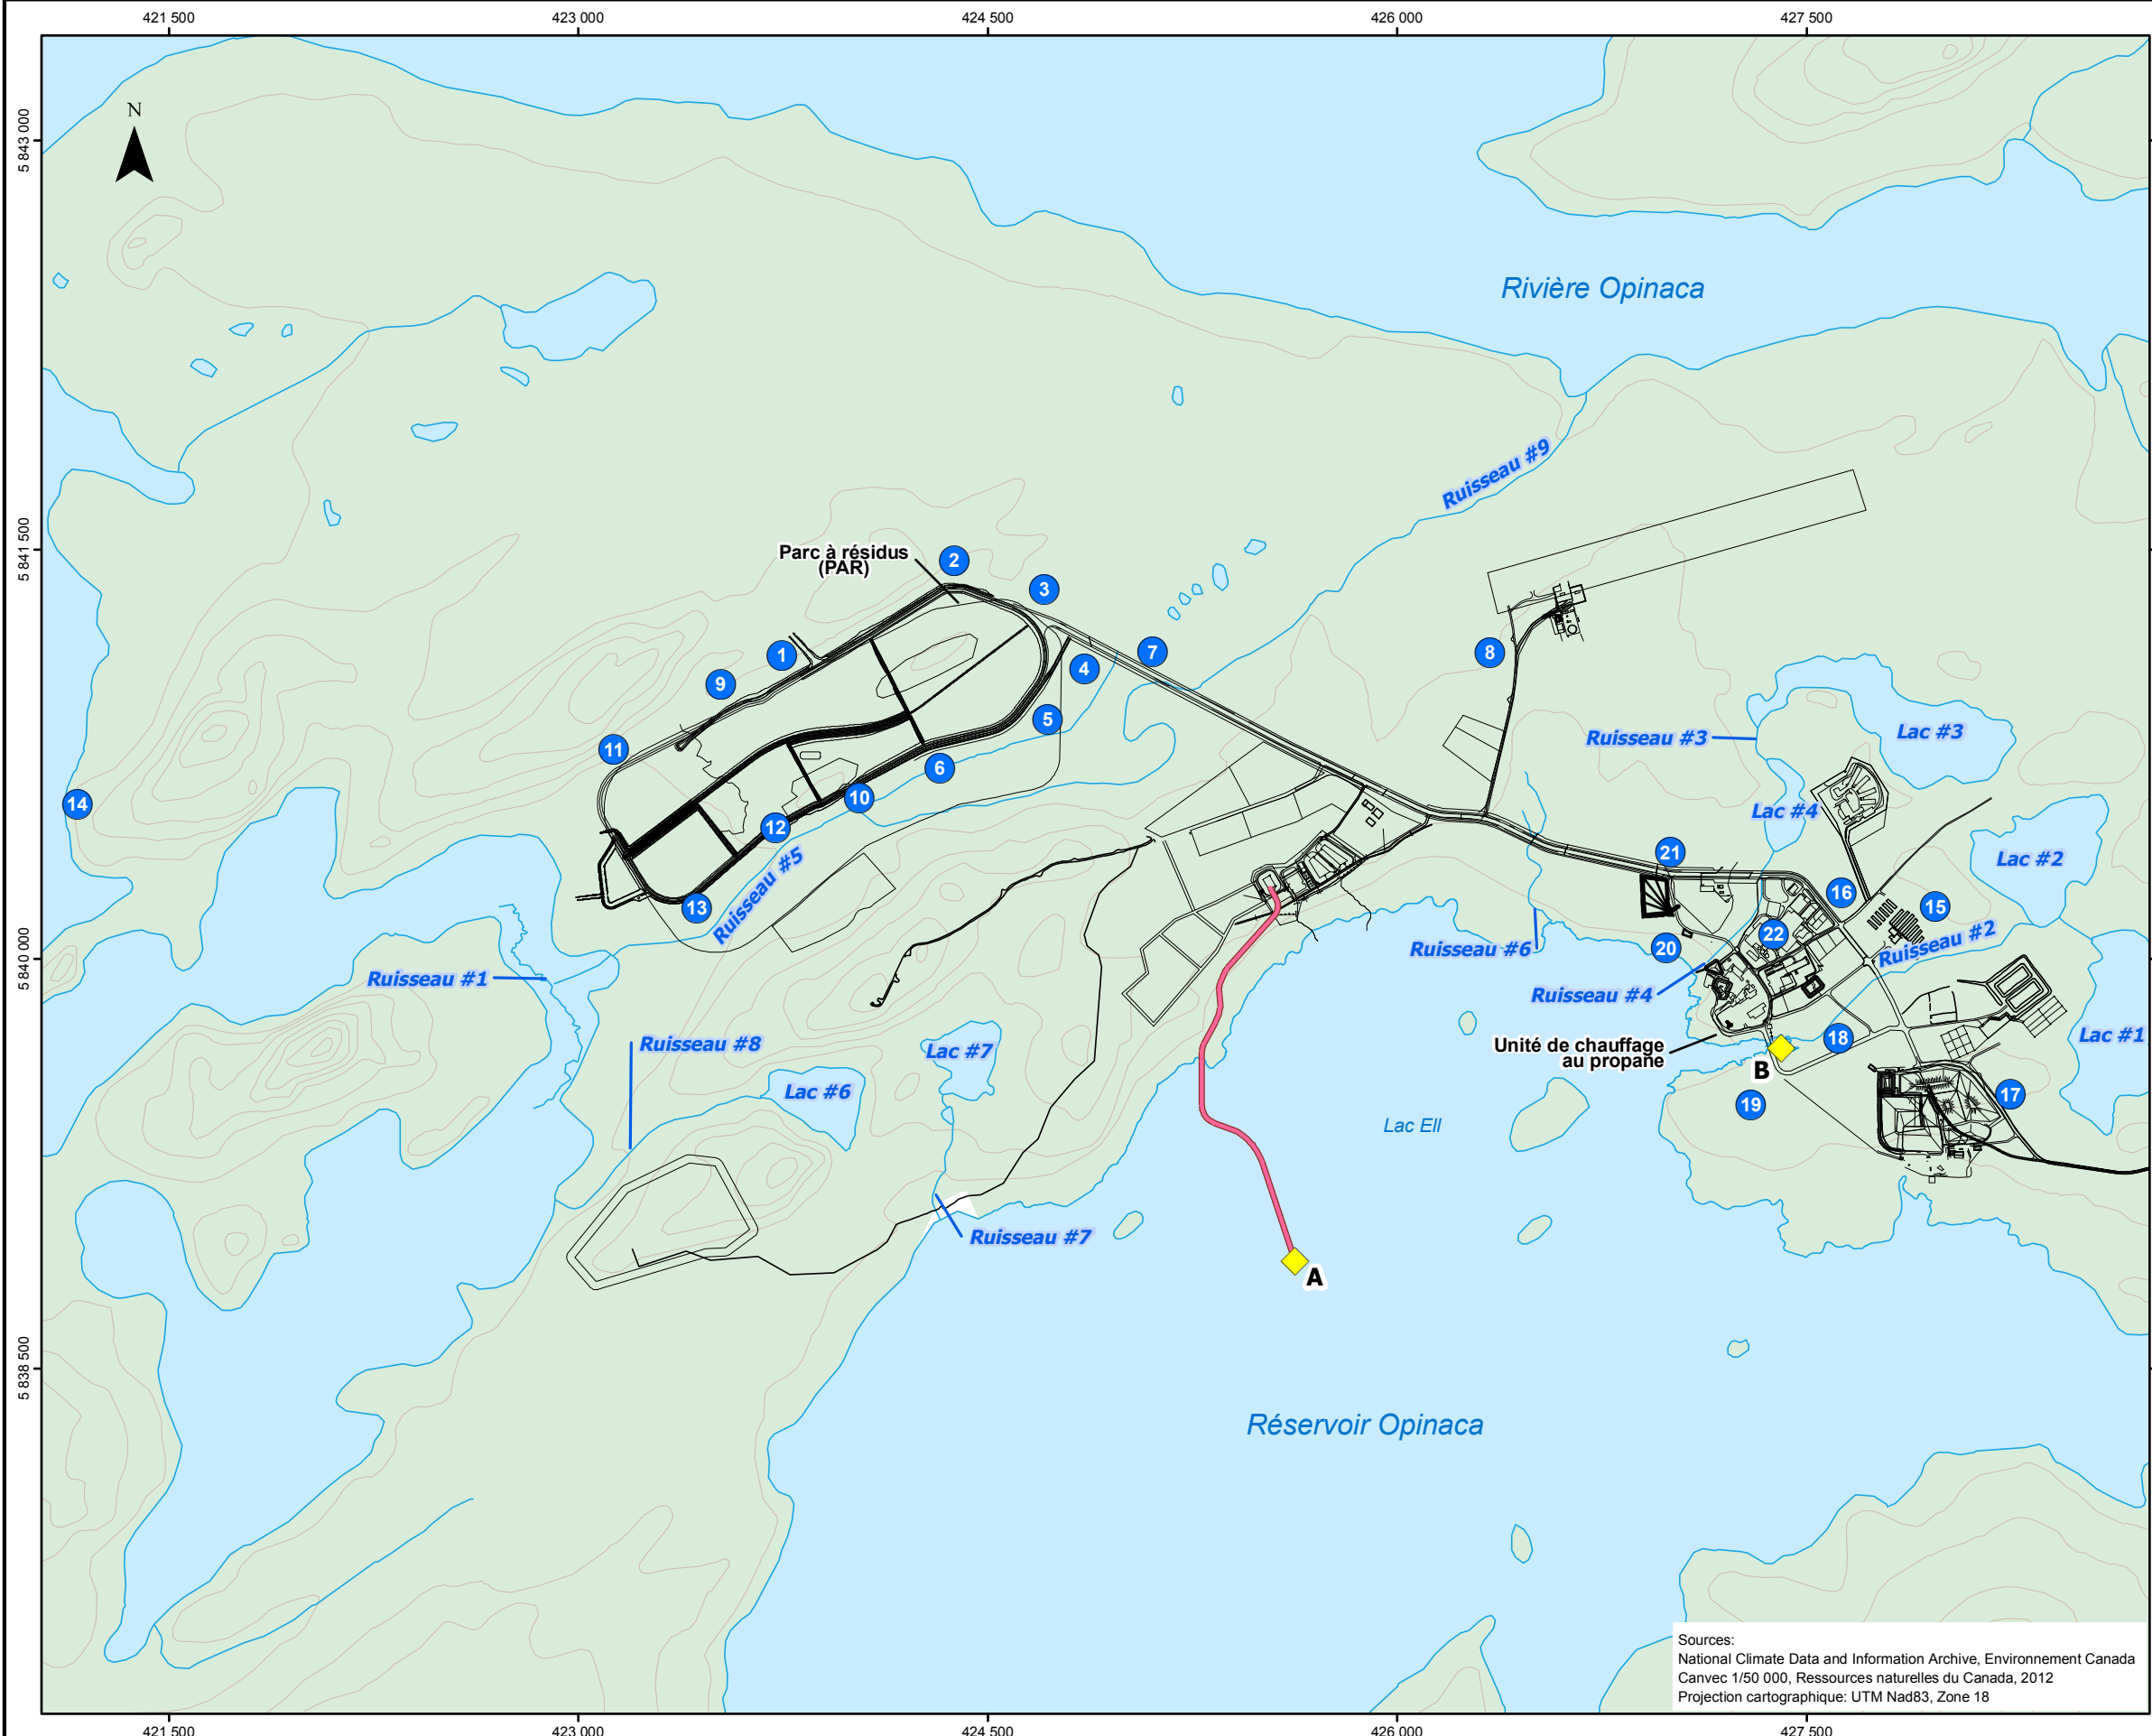 421 500
423 000
424 500
426 000
427 500
N
5 843 000
Rivière Opinaca
Ruisseau #9
5 841 500
Parc à résidus
(PAR)
2
3
1
7
8
4
9
5
Ruisseau #3
Lac #3
11
6
14
10
Lac #4
12
21
Lac #2
Ruisseau #5
16
13
15
22
Ruisseau #2
20
Ruisseau #6
5 840 000
Ruisseau #1
Ruisseau #4
Lac #1
18
Ruisseau #8
Lac #7
Unité de chauffage
au propane
B
Lac #6
17
19
Lac Ell
Ruisseau #7
A
5 838 500
Réservoir Opinaca
Sources:
National Climate Data and Information Archive, Environnement Canada
Canvec 1/50 000, Ressources naturelles du Canada, 2012
Projection cartographique: UTM Nad83, Zone 18
421 500
423 000
424 500
426 000
427 500